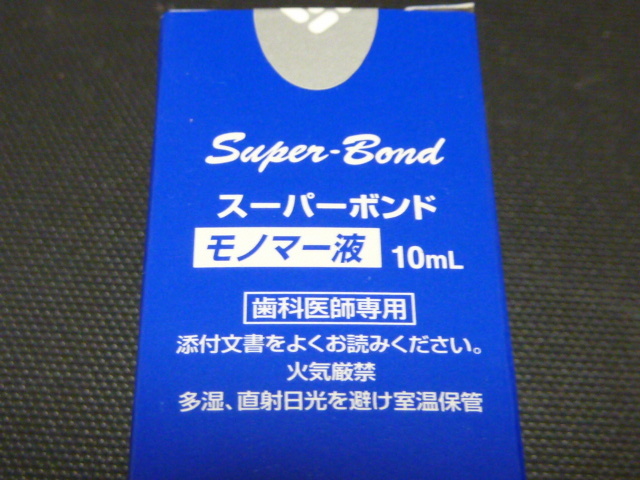 Super-Bond
スーパーボンド
モノマー液 10mL
歯科医師専用
添付文書をよくお読みください。
火気厳禁
多湿、直射日光を避け室温保管